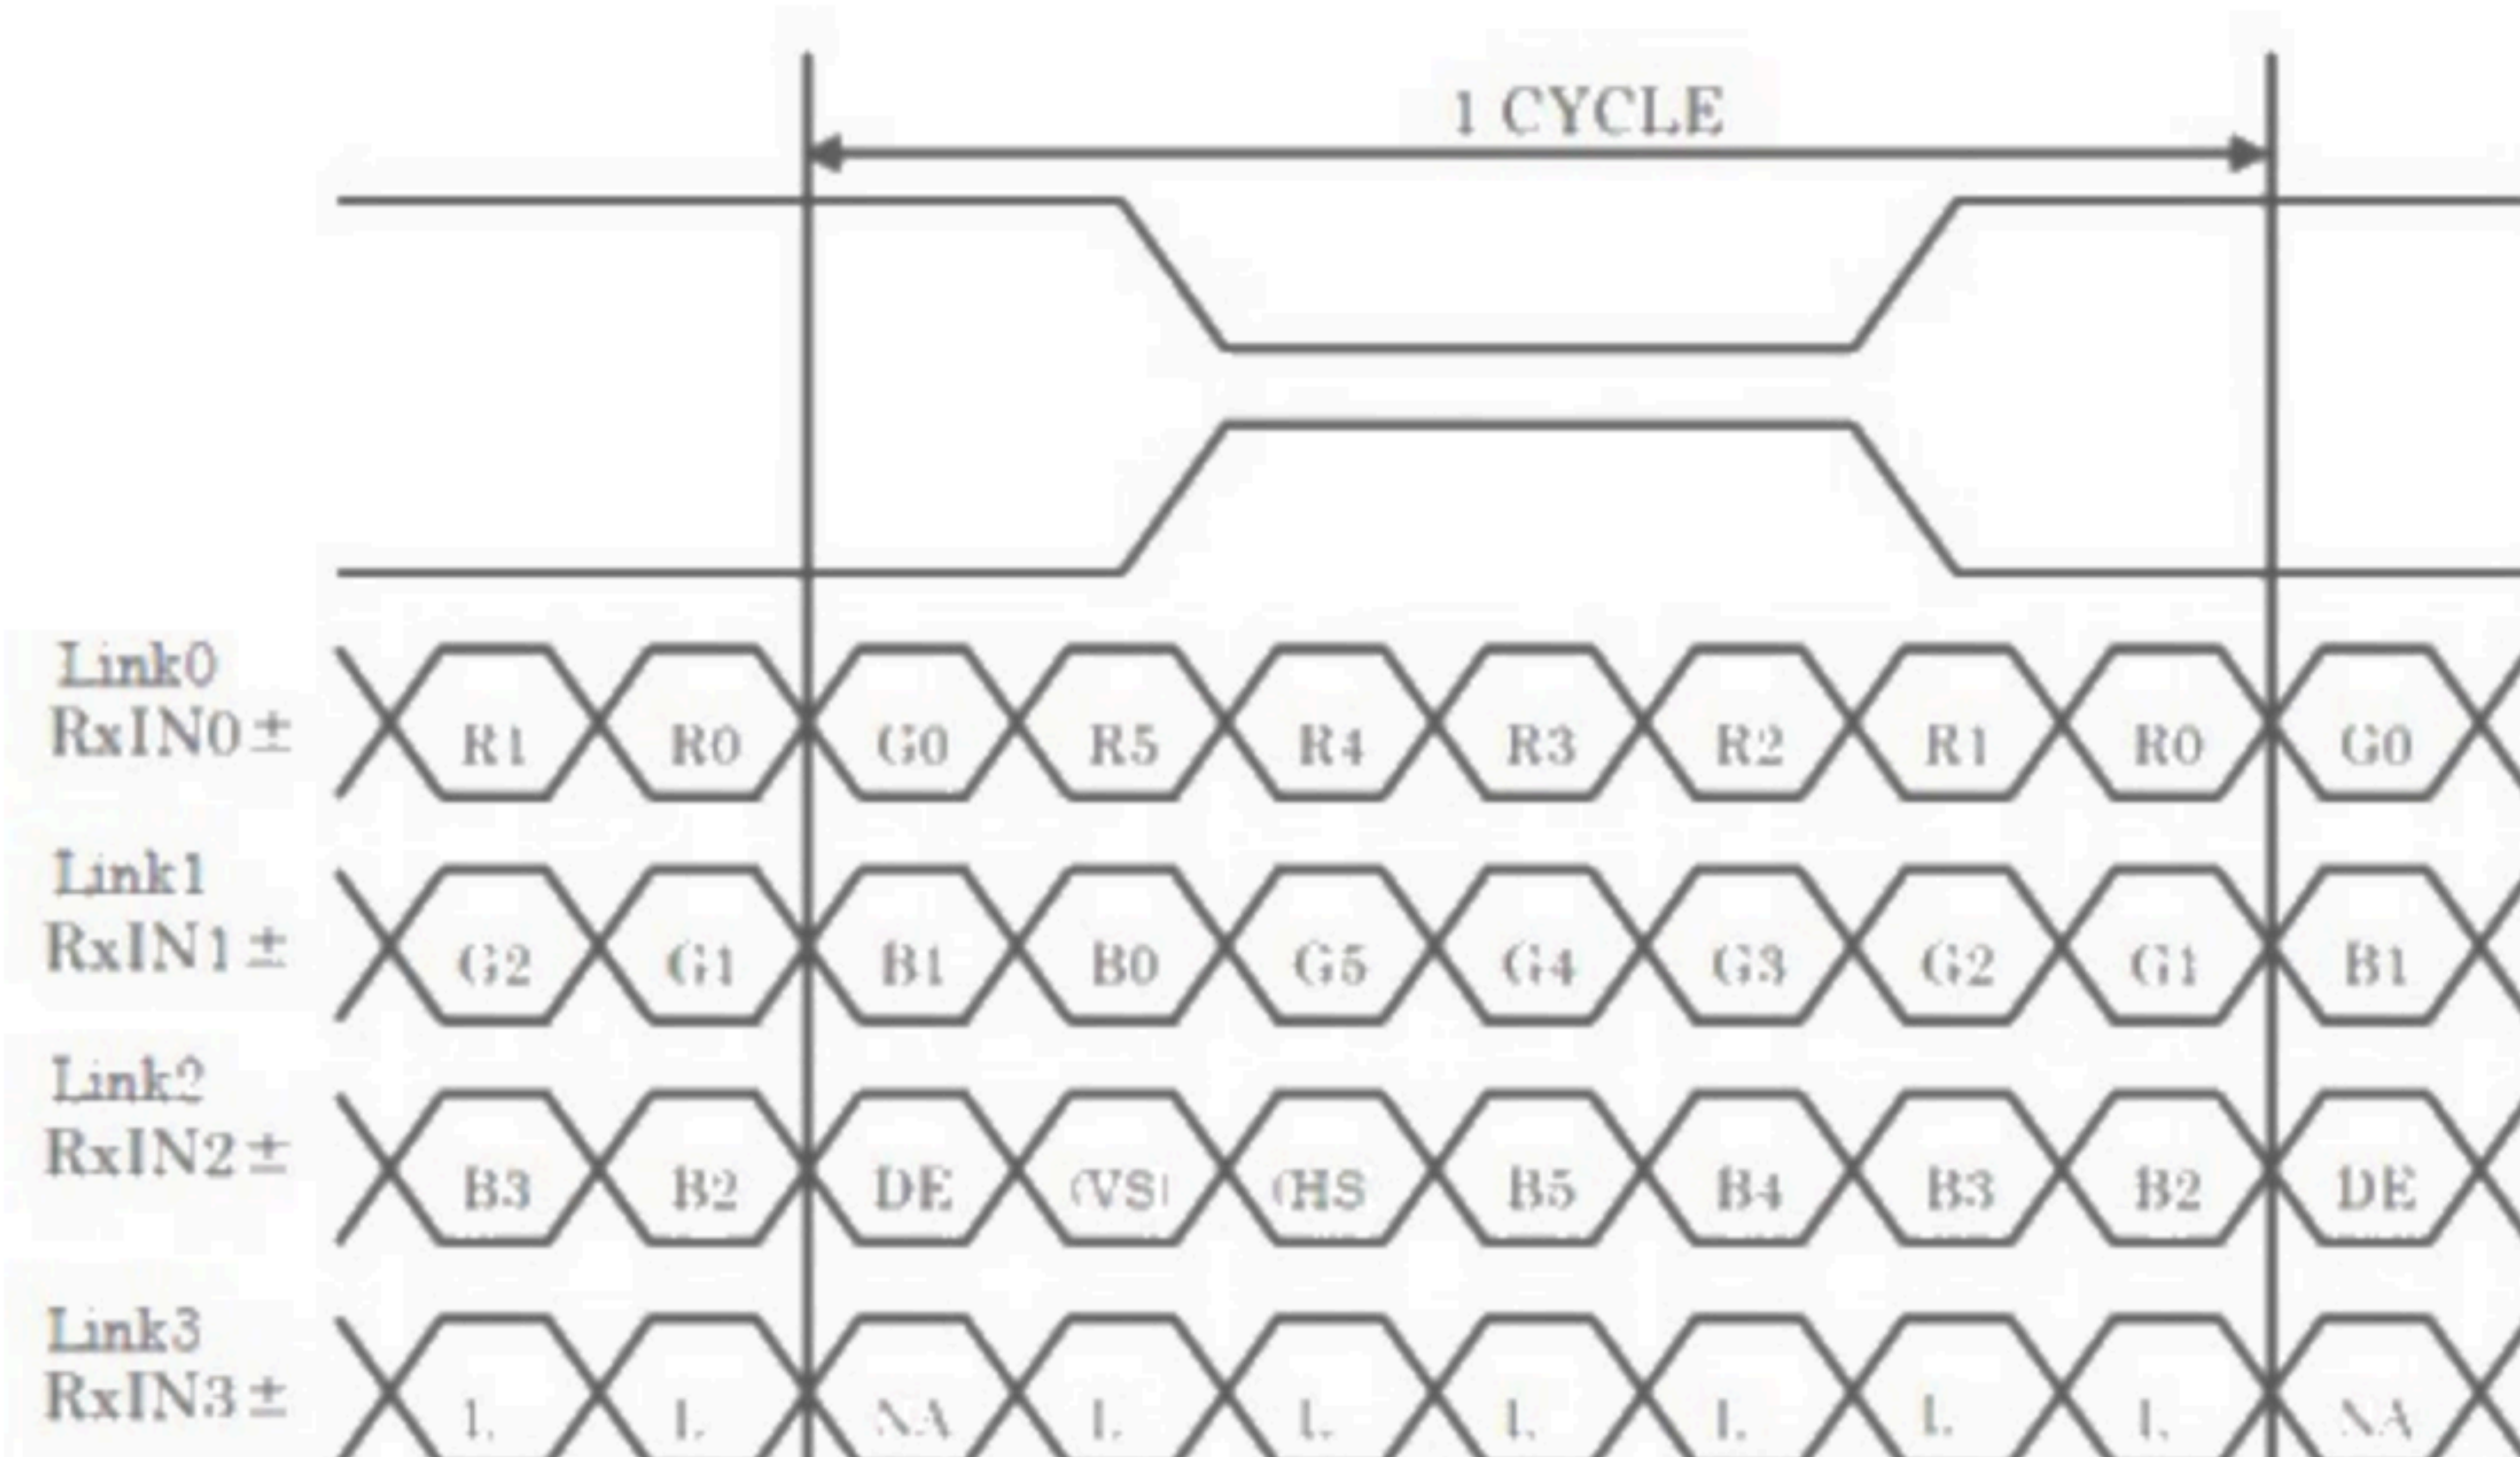 1 CYCLE
Link0
RxIN0±
R1 R0 G0 R5 R4 R3 R2 R1 R0 G0
Link1
RxIN1±
G2 G1 B1 B0 G5 G4 G3 G2 G1 B1
Link2
RxIN2±
B3 B2 DE (VS) (HS B5 B4 B3 B2 DE
Link3
RxIN3±
L L NA L L L L L L NA